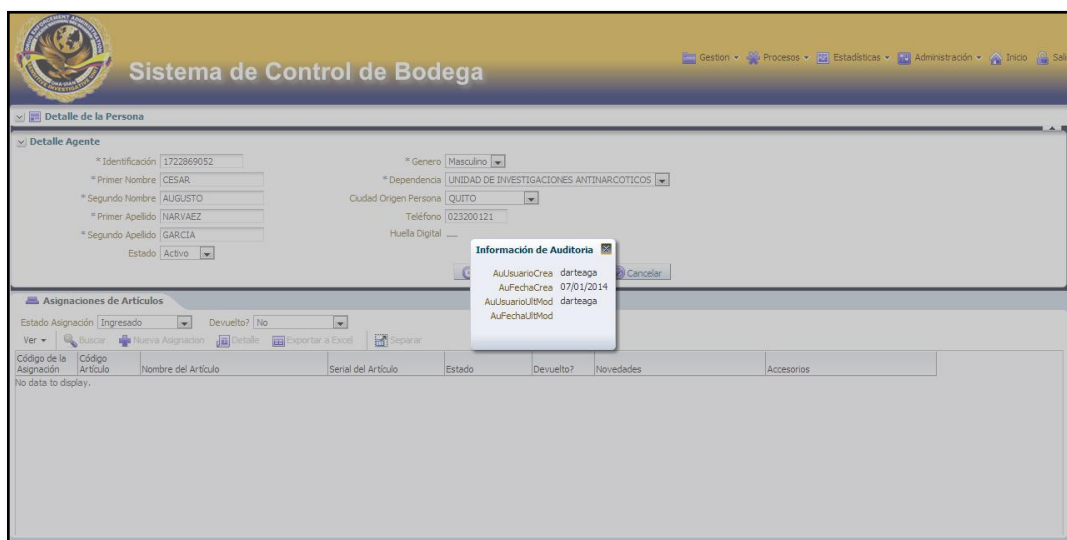 Sistema de Control de Bodega
Gestion Procesos Estadísticas Administración Inicio Sali
Detalle de la Persona
Detalle Agente
* Identificación 1722869052 * Genero Masculino
* Primer Nombre CESAR * Dependencia UNIDAD DE INVESTIGACIONES ANTINARCOTICOS
* Segundo Nombre AUGUSTO Ciudad Origen Persona QUITO
* Primer Apellido NARVAEZ Teléfono 023200121
* Segundo Apellido GARCIA Huella Digital
Estado Activo
Información de Auditoria
AuUsuarioCrea darteaga
AuFechaCrea 07/01/2014
AuUsuarioUltMod darteaga
AuFechaUltMod
Cancelar
Asignaciones de Artículos
Estado Asignación Ingresado Devuelto? No
Ver Buscar Nueva Asignacion Detalle Exportar a Excel Separar
Código de la Asignación Código Artículo Nombre del Artículo Serial del Artículo Estado Devuelto? Novedades Accesorios
No data to display.